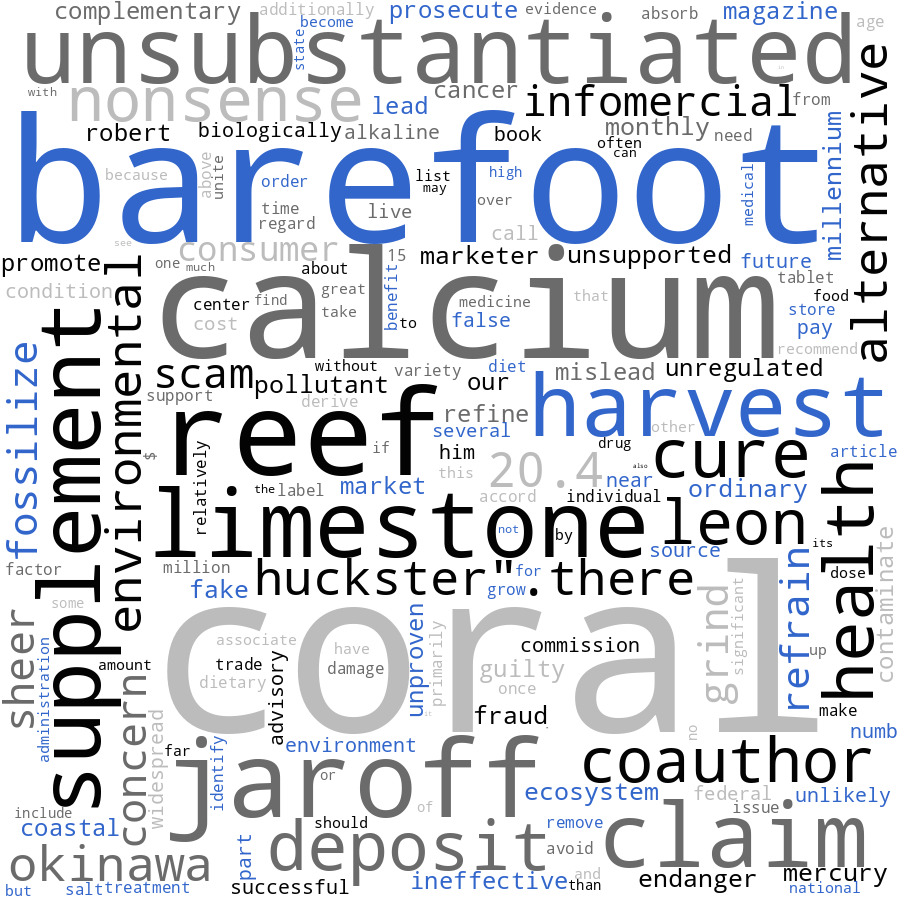 complementary
additionally
become
prosecute
evidence
absorb
magazine
age
unsubstantiated
state
with
nonsense
lead
cancer
infomercial
from
robert
biologically
alkaline
book
monthly
need
often
can
alternative
barefoot
because
above
unite
order
list
may
high
medical
millennium
time
regard
live
over
call
see
consumer
15
marketer
unsupported
future
promote
one
much
about
environmental
calcium
tablet
condition
center
find
great
take
benefit
to
medicine
that
food
store
cost
false
pay
recommend
supplement
fossilize
scam
without
variety
diet
mislead
unregulated
pollutant
our
support
derive
reef
refine
harvest
several
other
drug
if
him
this
20.4
also
cure
article
$
relatively
the
label
market
accord
individual
near
ordinary
health
limestone
not
by
leon
source
its
factor
million
fake
huckster".there
for
grow
refrain
dose
contaminate
some
sheer
coral
grind
significant
associate
have
unproven
primarily
commission
administration
amount
trade
damage
dietary
advisory
guilty
once
up
make
concern
widespread
fraud
no
numb
far
identify
environment
jaroff
or
coauthor
ecosystem
federal
unlikely
of
issue
include
coastal
should
part
deposit
remove
avoid
claim
okinawa
but
salt
treatment
successful
ineffective
and
than
endanger
mercury
national